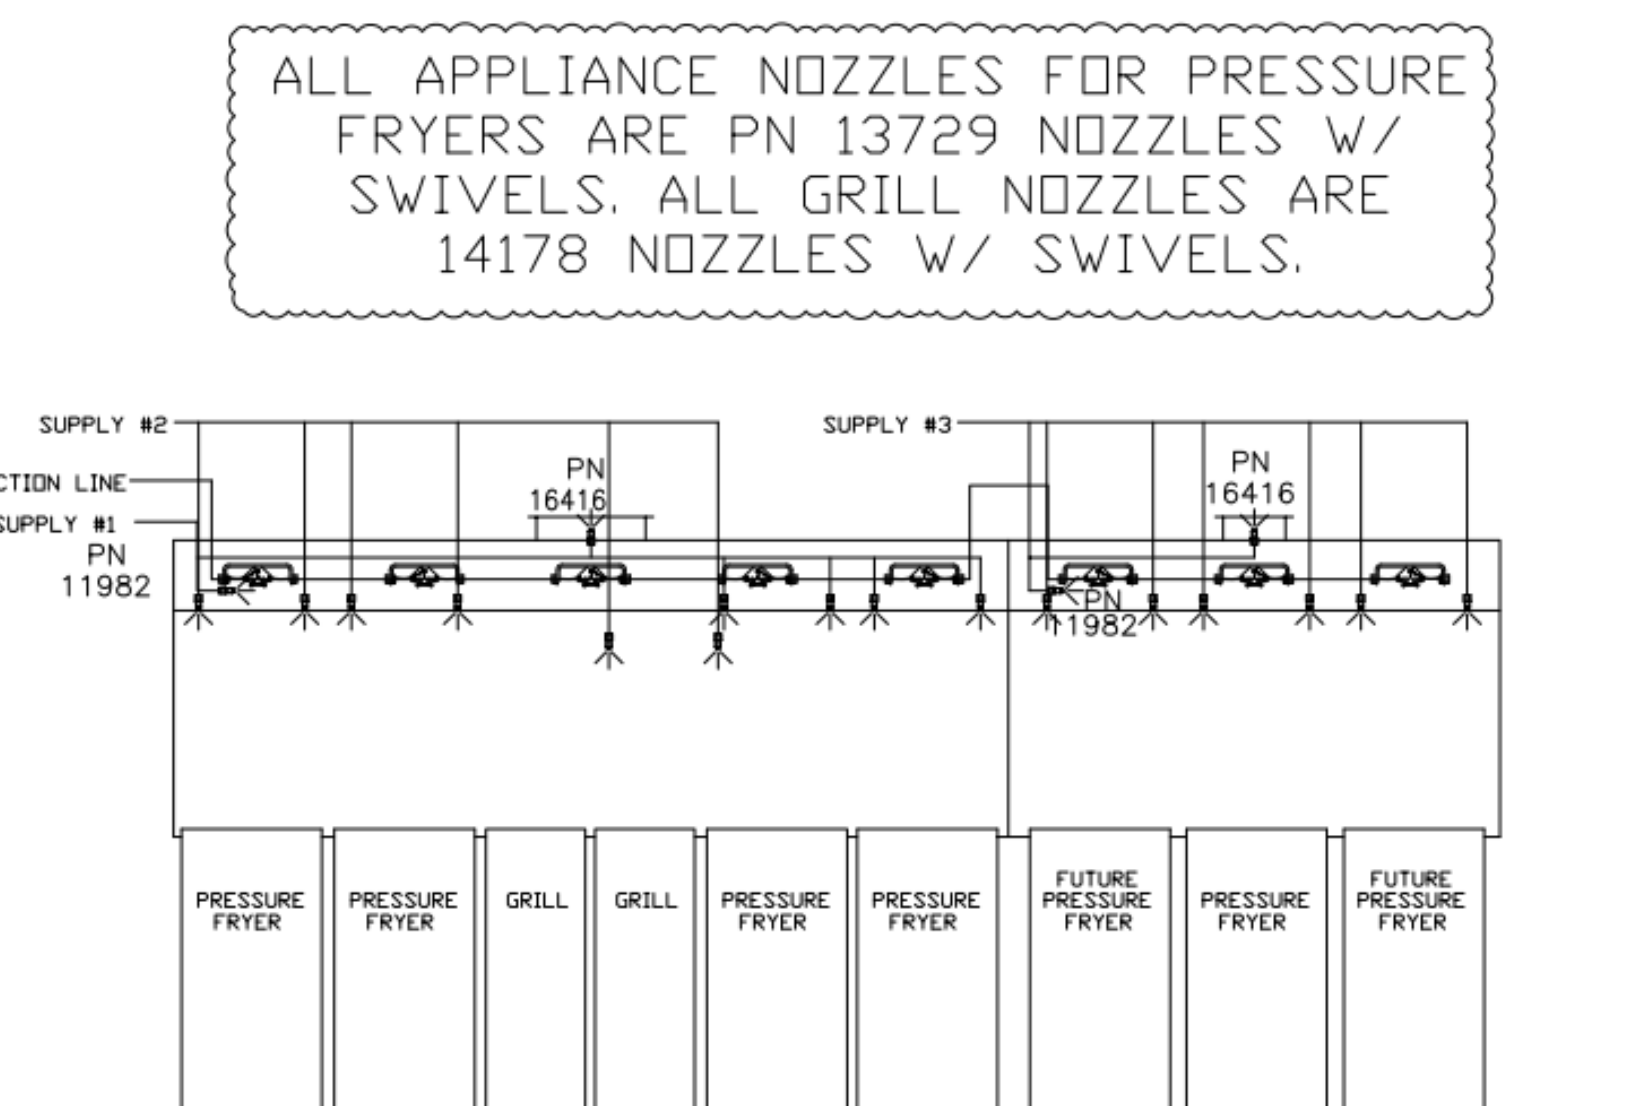 ALL APPLIANCE NOZZLES FOR PRESSURE
FRYERS ARE PN 13729 NOZZLES W/
SWIVELS. ALL GRILL NOZZLES ARE
14178 NOZZLES W/ SWIVELS.
SUPPLY #2
SUPPLY #3
PN
16416
PN
16416
CTION LINE
SUPPLY #1
PN
11982
PN
11982
PRESSURE
FRYER
PRESSURE
FRYER
GRILL
GRILL
PRESSURE
FRYER
PRESSURE
FRYER
FUTURE
PRESSURE
FRYER
PRESSURE
FRYER
FUTURE
PRESSURE
FRYER